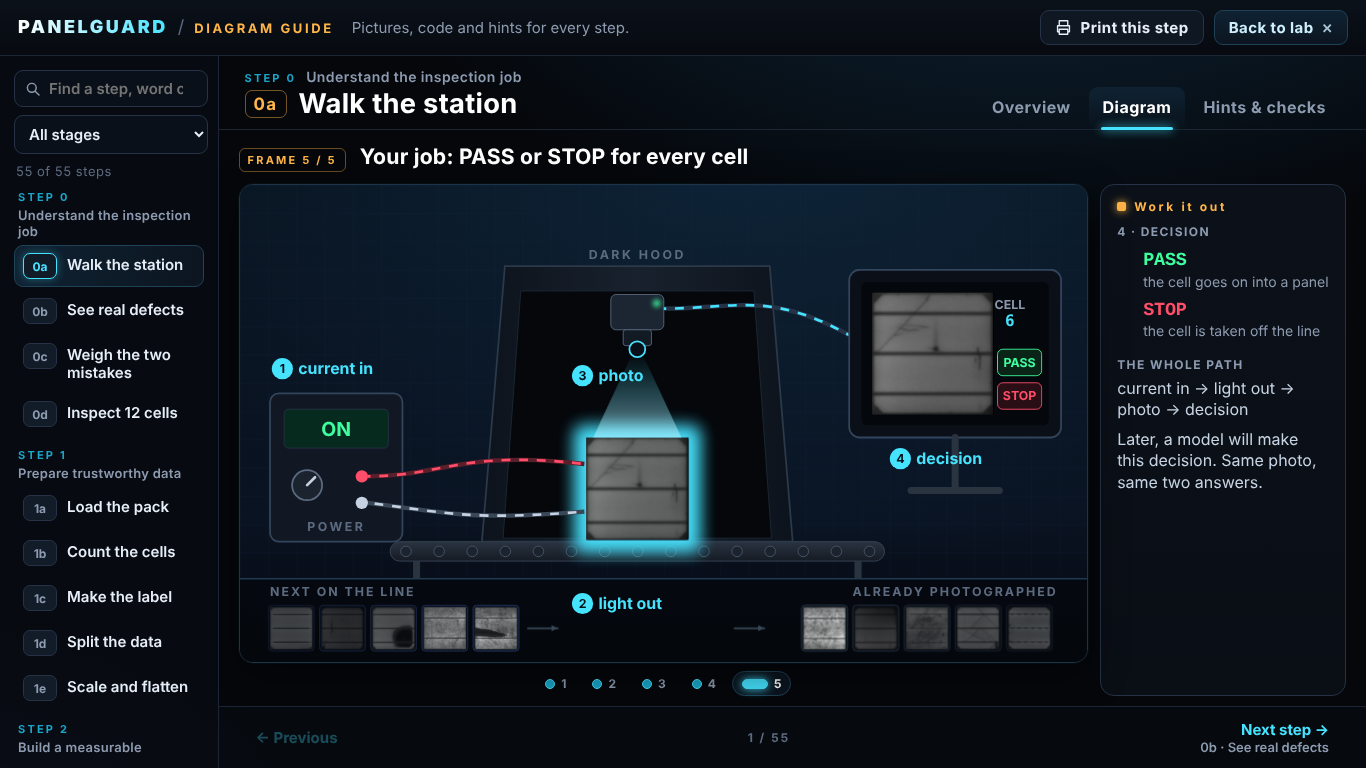 PANELGUARD / DIAGRAM GUIDE Pictures, code and hints for every step.
Print this step
Back to lab ×
Find a step, word c
All stages
55 of 55 steps
STEP 0
Understand the inspection
job
0a Walk the station
0b See real defects
0c Weigh the two
mistakes
0d Inspect 12 cells
STEP 1
Prepare trustworthy data
1a Load the pack
1b Count the cells
1c Make the label
1d Split the data
1e Scale and flatten
STEP 2
Build a measurable
STEP 0 Understand the inspection job
0a Walk the station
Overview
Diagram
Hints & checks
FRAME 5 / 5 Your job: PASS or STOP for every cell
DARK HOOD
CELL
6
PASS
STOP
1 current in
3 photo
ON
POWER
4 decision
NEXT ON THE LINE
2 light out
ALREADY PHOTOGRAPHED
1 2 3 4 5
Work it out
4 · DECISION
PASS
the cell goes on into a panel
STOP
the cell is taken off the line
THE WHOLE PATH
current in → light out →
photo → decision
Later, a model will make
this decision. Same photo,
same two answers.
← Previous
1 / 55
Next step →
0b · See real defects